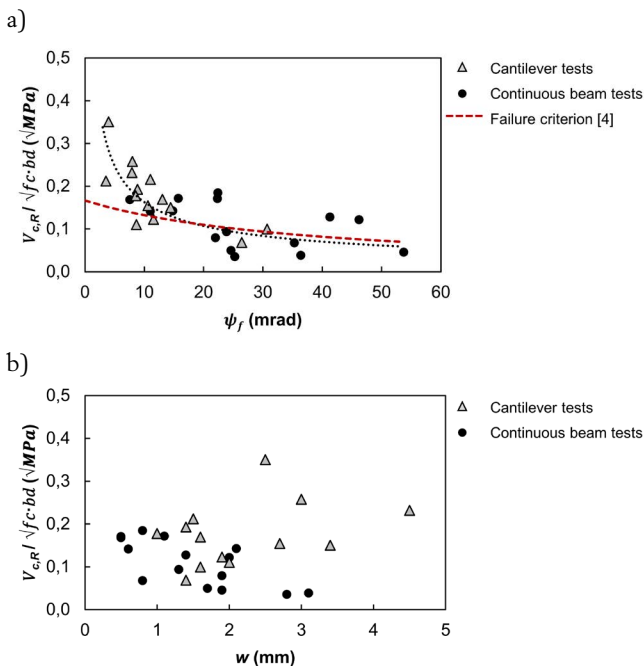 a)
0,5
0,4
0,3
0,2
0,1
0,0
V_{c,R}/ √fc·bd (√MPa)
0 10 20 30 40 50 60
ψ_f (mrad)
Cantilever tests
Continuous beam tests
Failure criterion [4]
b)
0,5
0,4
0,3
0,2
0,1
0,0
V_{c,R}/ √fc·bd (√MPa)
0 1 2 3 4 5
w (mm)
Cantilever tests
Continuous beam tests